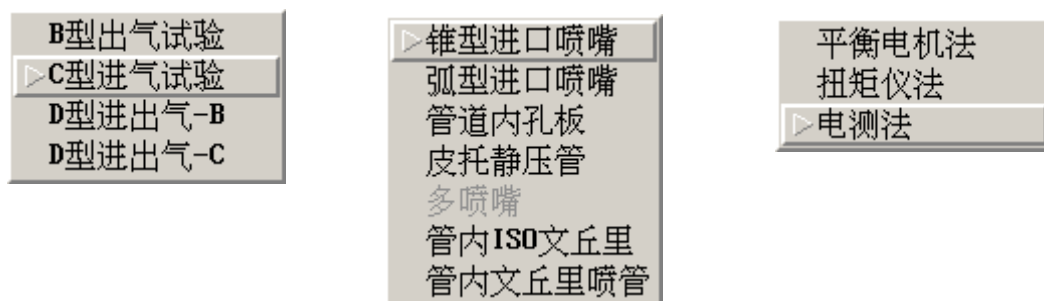 B型出气试验
C型进气试验
D型进出气-B
D型进出气-C
锥型进口喷嘴
弧型进口喷嘴
管道内孔板
皮托静压管
多喷嘴
管内ISO文丘里
管内文丘里喷管
平衡电机法
扭矩仪法
电测法